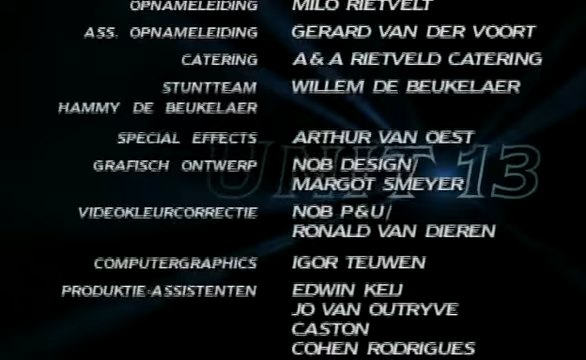 OPNAMELEIDING MILO RIETVELT
ASS. OPNAMELEIDING GERARD VAN DER VOORT
CATERING A & A RIETVELD CATERING
STUNTTEAM WILLEM DE BEUKELAER
HAMMY DE BEUKELAER
SPECIAL EFFECTS ARTHUR VAN OEST
GRAFISCH ONTWERP NOB DESIGN/
MARGOT SMEYER
UNIT 13
VIDEOKLEURCORRECTIE NOB P&U/
RONALD VAN DIEREN
COMPUTERGRAPHICS IGOR TEUWEN
PRODUKTIE-ASSISTENTEN EDWIN KEIJ
JO VAN OUTRYVE
CASTON
COHEN RODRIGUES